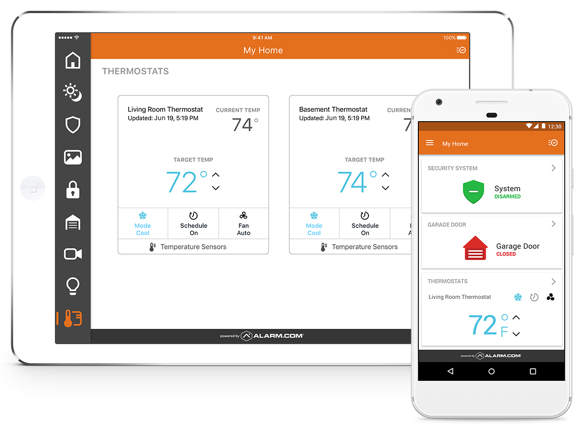 9:41 AM
100%
My Home
THERMOSTATS
Living Room Thermostat
Updated: Jun 19, 5:19 PM
CURRENT TEMP
74°
TARGET TEMP
72°
Mode
Cool
Schedule
On
Fan
Auto
Temperature Sensors
Basement Thermostat
Updated: Jun 19, 5:19 PM
CURRENT
TARGET TEMP
74°
Mode
Cool
Schedule
On
Temperature Sensors
powered by ALARM.COM
12:30
My Home
SECURITY SYSTEM
System
DISARMED
GARAGE DOOR
Garage Door
CLOSED
THERMOSTATS
Living Room Thermostat
72°F
powered by ALARM.COM